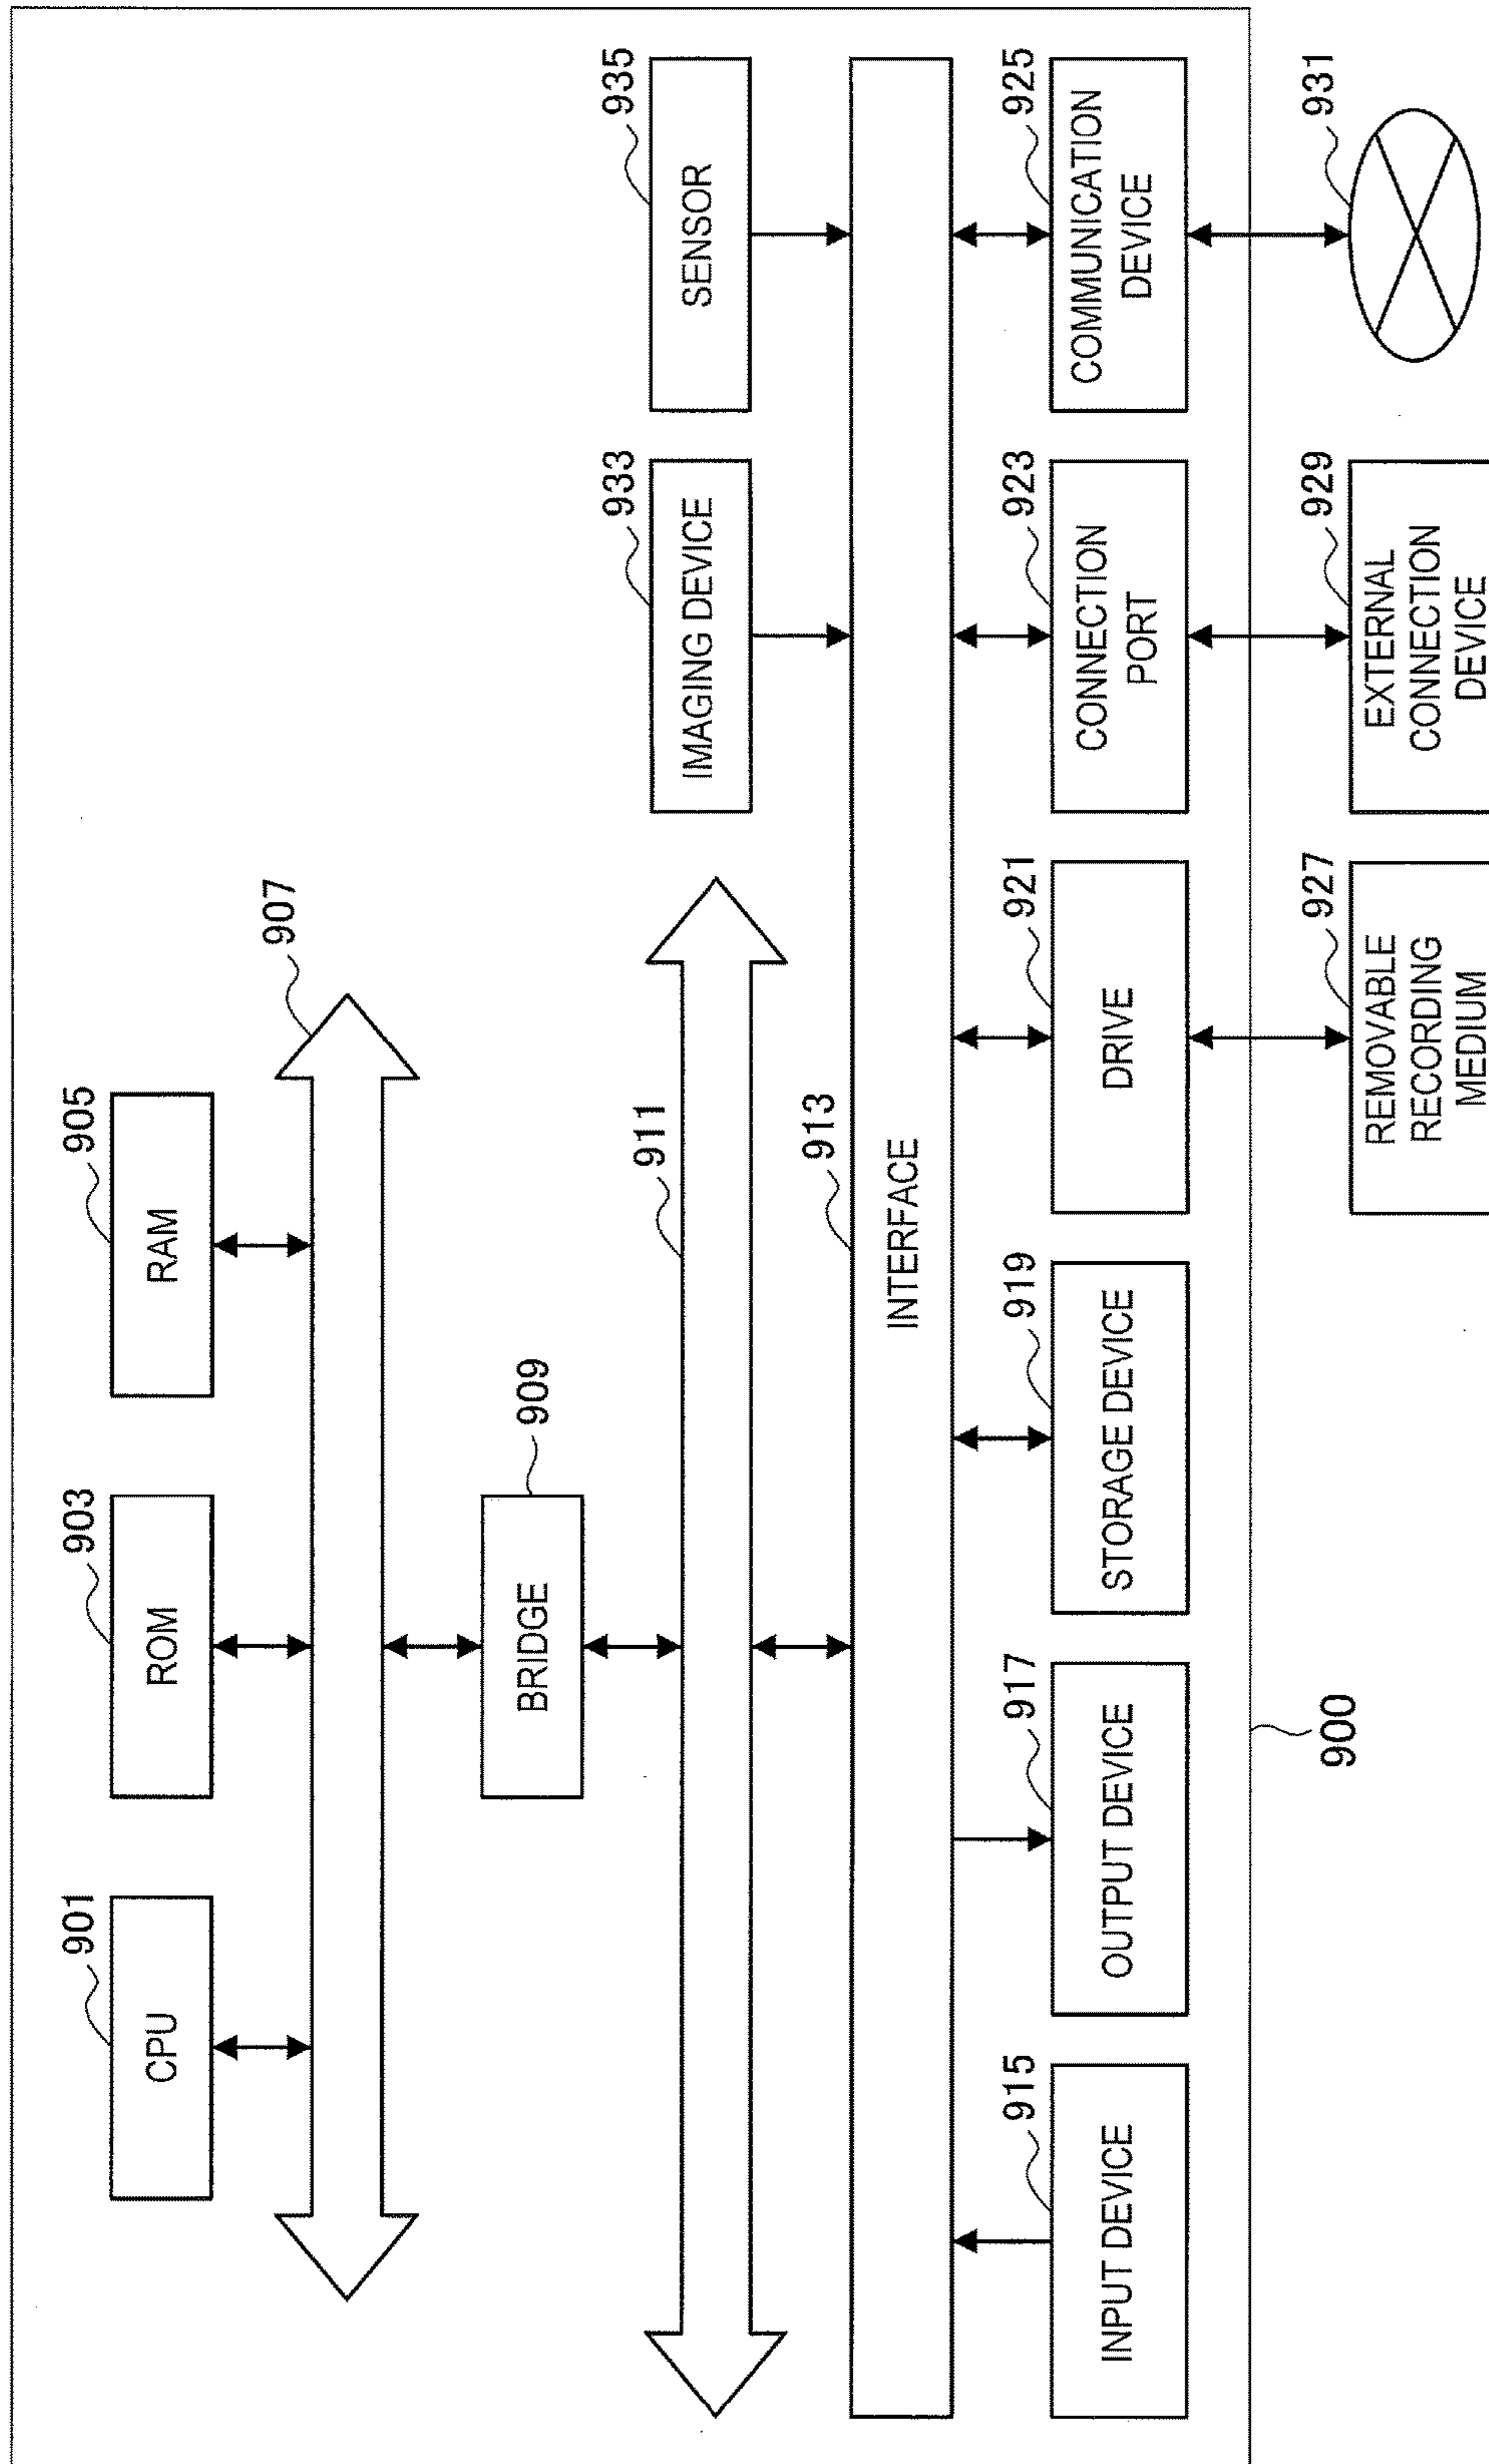 901
CPU
903
ROM
905
RAM
907
909
BRIDGE
911
933
IMAGING DEVICE
935
SENSOR
913
INTERFACE
915
INPUT DEVICE
917
OUTPUT DEVICE
919
STORAGE DEVICE
921
DRIVE
923
CONNECTION
PORT
925
COMMUNICATION
DEVICE
900
927
REMOVABLE
RECORDING
MEDIUM
929
EXTERNAL
CONNECTION
DEVICE
931